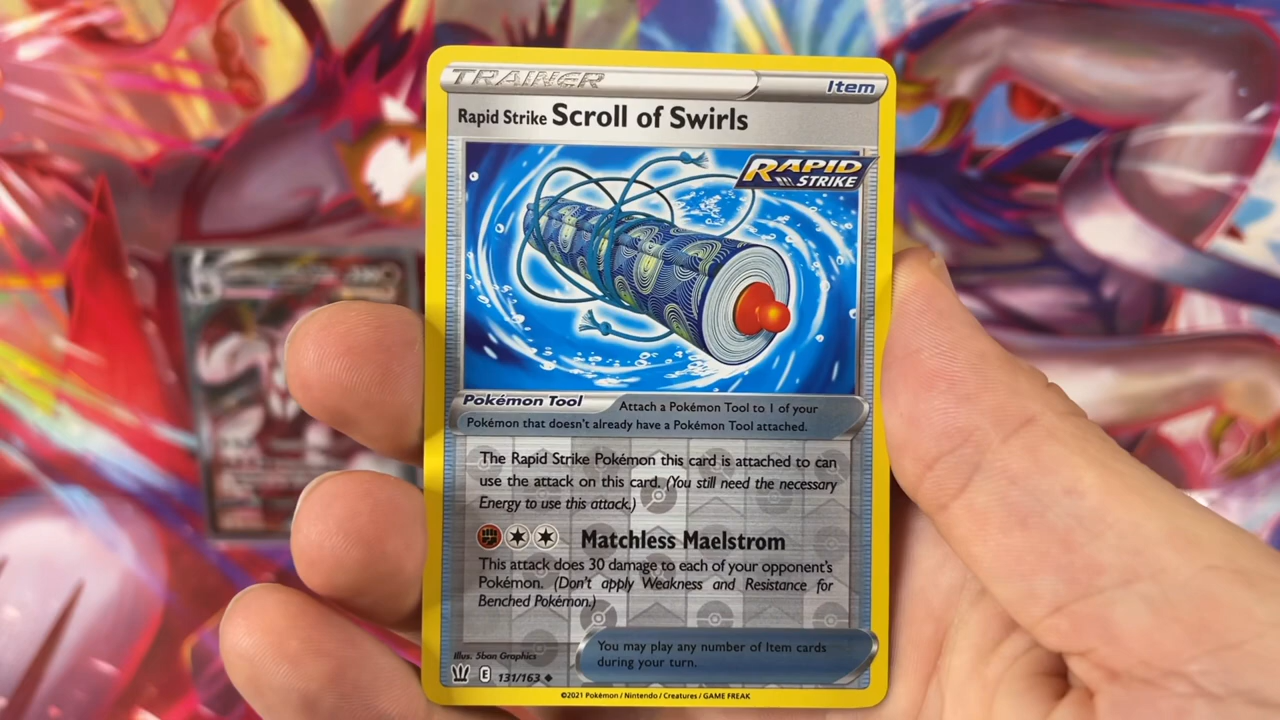 TRAINER Item
Rapid Strike Scroll of Swirls
RAPID
STRIKE
Pokémon Tool Attach a Pokémon Tool to 1 of your
Pokémon that doesn't already have a Pokémon Tool attached.
The Rapid Strike Pokémon this card is attached to can
use the attack on this card. (You still need the necessary
Energy to use this attack.)
Matchless Maelstrom
This attack does 30 damage to each of your opponent's
Pokémon. (Don't apply Weakness and Resistance for
Benched Pokémon.)
You may play any number of Item cards
during your turn.
Illus. 5ban Graphics
E 131/163
©2021 Pokémon / Nintendo / Creatures / GAME FREAK